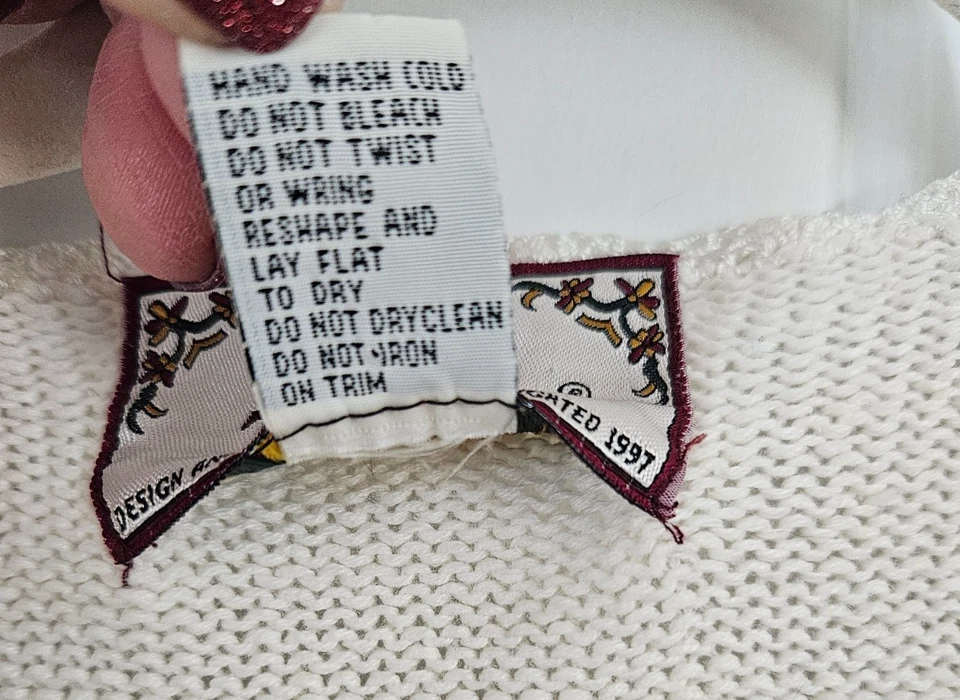 HAND WASH COLD
DO NOT BLEACH
DO NOT TWIST
OR WRING
RESHAPE AND
LAY FLAT
TO DRY
DO NOT DRYCLEAN
DO NOT IRON
ON TRIM
®
DESIGN
1997